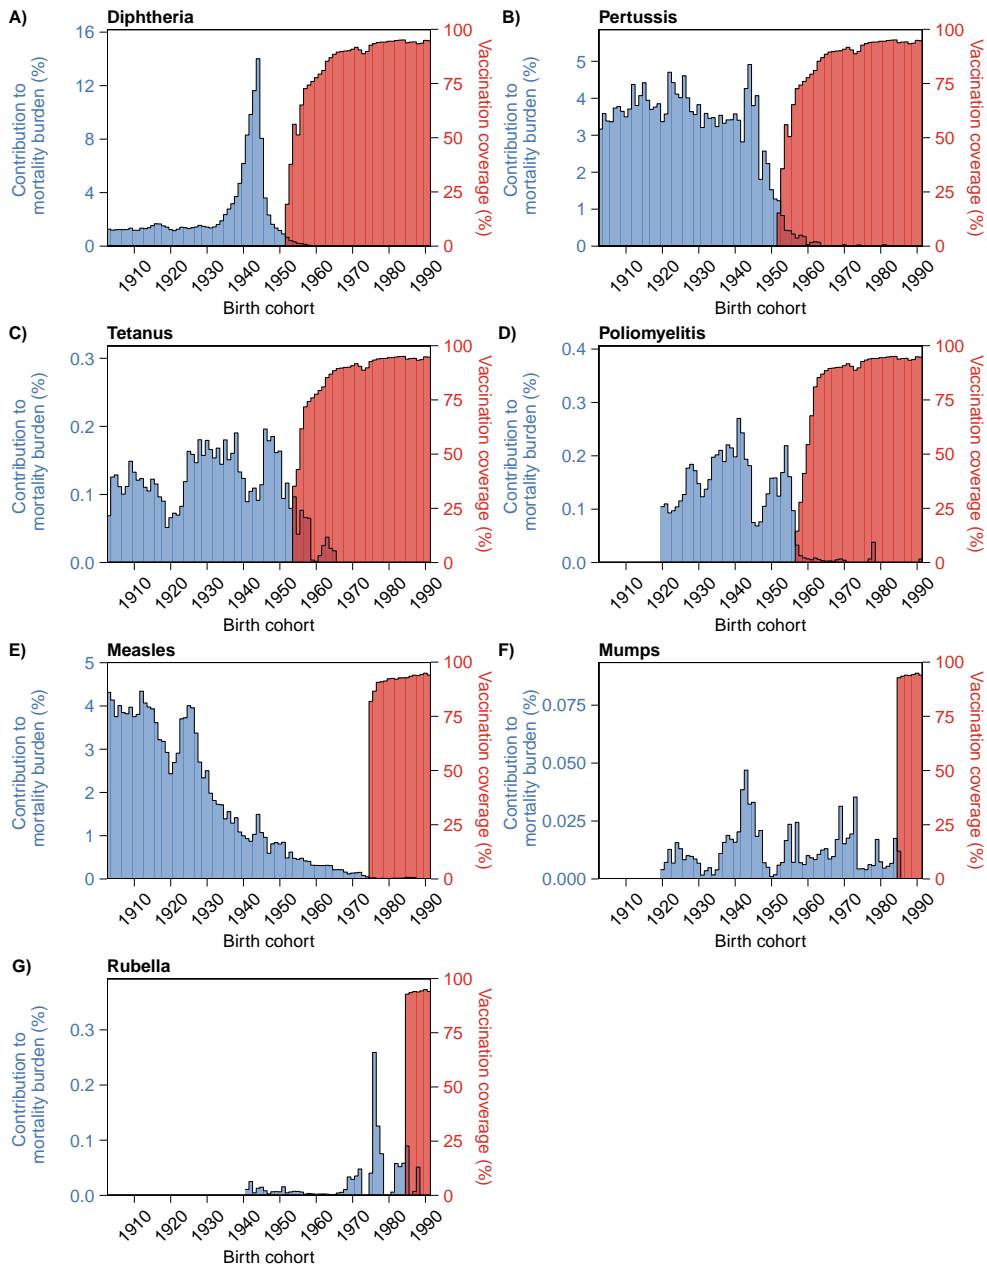 A) Diphtheria
Contribution to
mortality burden (%)
16
12
8
4
0
100
75
50
25
0
Vaccination coverage (%)
1910 1920 1930 1940 1950 1960 1970 1980 1990
Birth cohort
B) Pertussis
Contribution to
mortality burden (%)
5
4
3
2
1
0
100
75
50
25
0
Vaccination coverage (%)
1910 1920 1930 1940 1950 1960 1970 1980 1990
Birth cohort
C) Tetanus
Contribution to
mortality burden (%)
0.3
0.2
0.1
0.0
100
75
50
25
0
Vaccination coverage (%)
1910 1920 1930 1940 1950 1960 1970 1980 1990
Birth cohort
D) Poliomyelitis
Contribution to
mortality burden (%)
0.4
0.3
0.2
0.1
0.0
100
75
50
25
0
Vaccination coverage (%)
1910 1920 1930 1940 1950 1960 1970 1980 1990
Birth cohort
E) Measles
Contribution to
mortality burden (%)
5
4
3
2
1
0
100
75
50
25
0
Vaccination coverage (%)
1910 1920 1930 1940 1950 1960 1970 1980 1990
Birth cohort
F) Mumps
Contribution to
mortality burden (%)
0.075
0.050
0.025
0.000
100
75
50
25
0
Vaccination coverage (%)
1910 1920 1930 1940 1950 1960 1970 1980 1990
Birth cohort
G) Rubella
Contribution to
mortality burden (%)
0.3
0.2
0.1
0.0
100
75
50
25
0
Vaccination coverage (%)
1910 1920 1930 1940 1950 1960 1970 1980 1990
Birth cohort